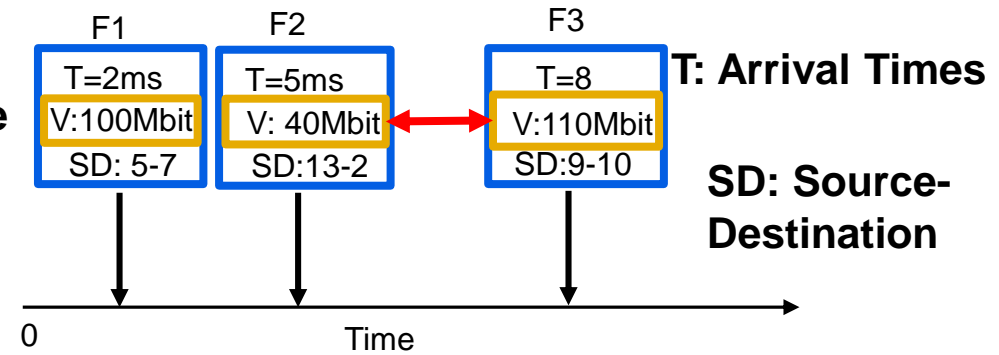 F1
F2
F3
T=2ms
V:100Mbit
SD: 5-7
T=5ms
V: 40Mbit
SD:13-2
T=8
V:110Mbit
SD:9-10
T: Arrival Times
SD: Source-
Destination
0
Time